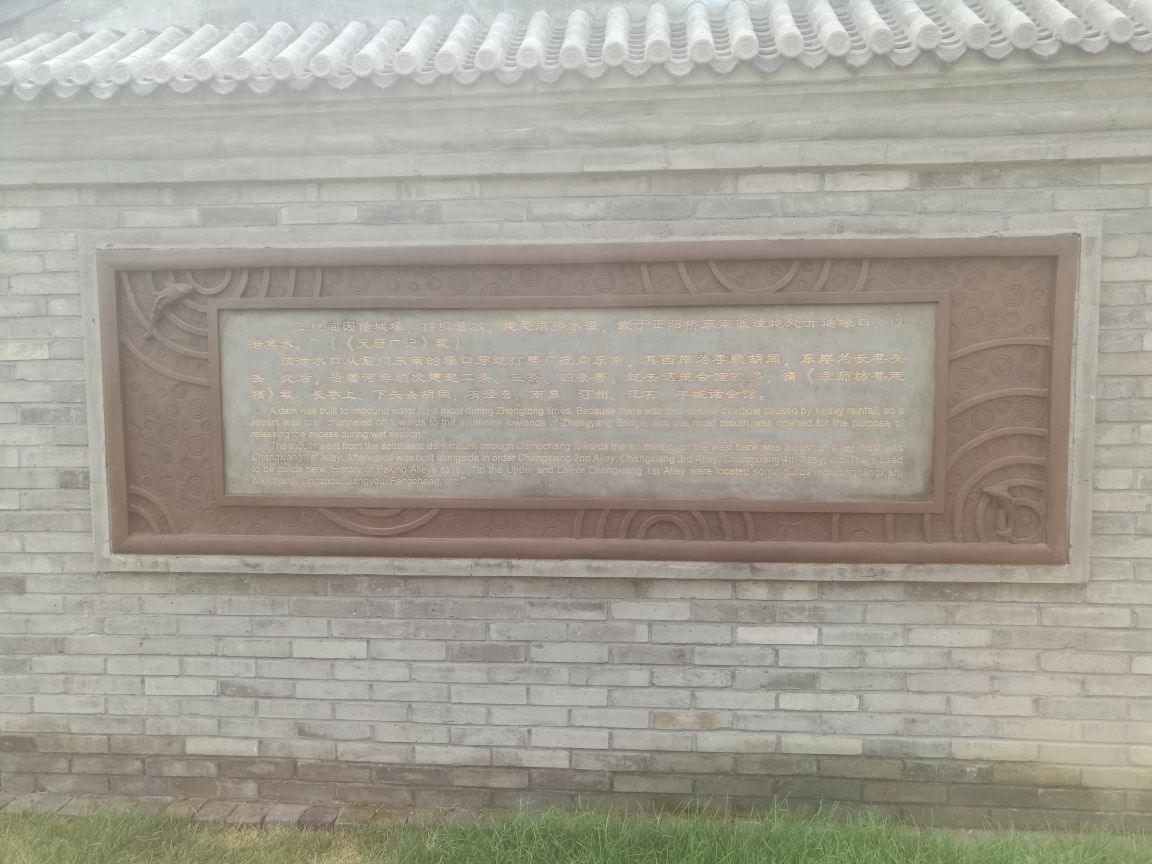 正统间因修城壕，作坝蓄水，虑恐雨多水溢，故于正阳桥东南低洼地处开通壕口，以
泄其水。”（《天府广记》载）
该泄水口从前门东南的壕口穿过打磨厂流向东南，其西岸为孝顺胡同，东岸为长巷头
条，此后，沿着河岸顺次建起二条、三条、四条等。过去这里会馆较多，清《京师坊巷志
稿》载：长巷上、下头条胡同，有泾县、南昌、汀州、江右、丰城诸会馆。
A dam was built to impound water for a moat during Zhengtong times. Because there was fear of river overflow caused by heavy rainfall, so a
stream was then channeled off towards to the southeast lowlands of Zhengyang Bridge, and the moat mouth was opened for the purpose of
releasing the excess during wet season.
The mouth went from the southeast dam mouth through Damochang towards the southeast, on the west bank was Xiaoshun Alley, east was
Changxiang 1st Alley. Afterwards was built alongside in order Changxiang 2nd Alley, Changxiang 3rd Alley, Changxiang 4th Alley, etc. There used
to be guilds here. History of Peking Alleys says... "In the Upper and Lower Changxiang 1st Alley were located some guilds including Jingxian,
Nanchang, Tingzhou, Jiangyou, Fengcheng, etc."